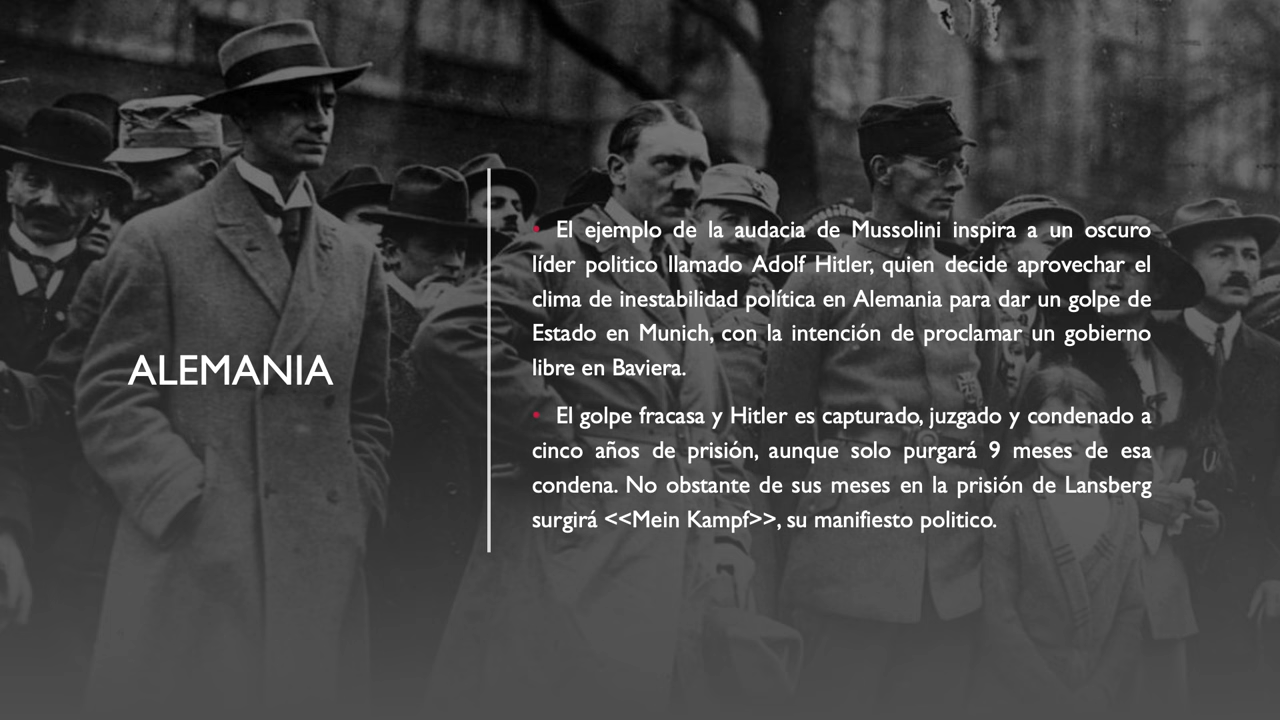 ALEMANIA
• El ejemplo de la audacia de Mussolini inspira a un oscuro
líder politico llamado Adolf Hitler, quien decide aprovechar el
clima de inestabilidad política en Alemania para dar un golpe de
Estado en Munich, con la intención de proclamar un gobierno
libre en Baviera.
• El golpe fracasa y Hitler es capturado, juzgado y condenado a
cinco años de prisión, aunque solo purgará 9 meses de esa
condena. No obstante de sus meses en la prisión de Lansberg
surgirá <<Mein Kampf>>, su manifiesto politico.